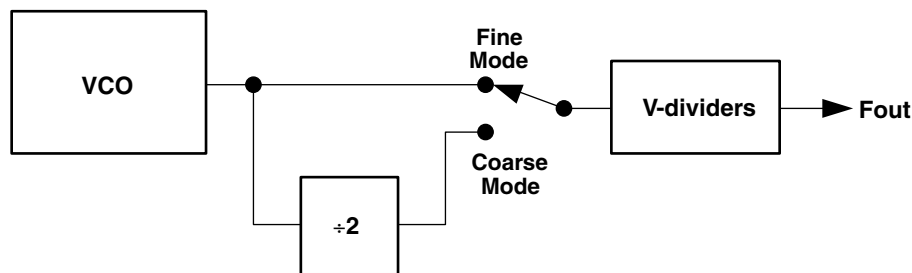 VCO
Fine
Mode
V-dividers
Fout
Coarse
Mode
÷2